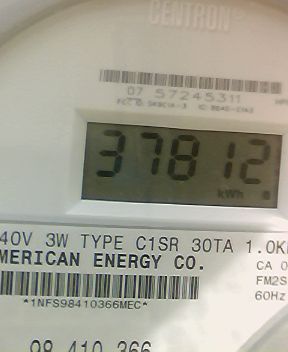 CENTRON®
07 57245311
37812
kWh
40V 3W TYPE C1SR 30TA 1.0K
MERICAN ENERGY CO.
CA 0
FM2S
*1NFS98410366MEC*
60Hz
98 410 366